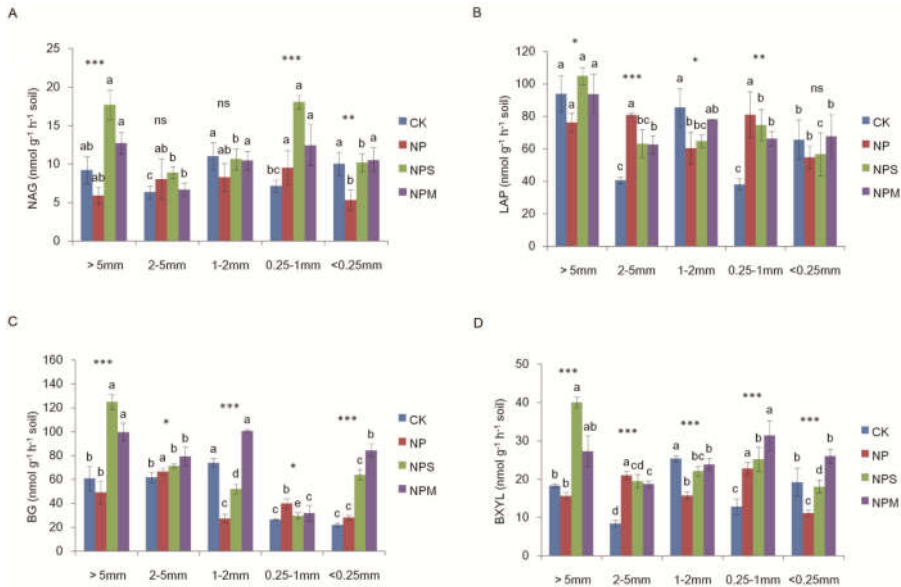 A
NAG (nmol g⁻¹ h⁻¹ soil)
25
20
15
10
5
0
*** ns ns *** **
ab ab a a
c ab b b
a ab b a
bc ab a a
ab b b a
> 5mm 2-5mm 1-2mm 0.25-1mm <0.25mm
CK
NP
NPS
NPM
B
LAP (nmol g⁻¹ h⁻¹ soil)
140
120
100
80
60
40
20
0
* *** * ** ns
a a a a
c a bc b
a b bc ab
c a b b
b b c b
> 5mm 2-5mm 1-2mm 0.25-1mm <0.25mm
CK
NP
NPS
NPM
C
BG (nmol g⁻¹ h⁻¹ soil)
160
140
120
100
80
60
40
20
0
*** * *** * ***
b b a a
b a b b
a c d a
c b e c
c c c b
> 5mm 2-5mm 1-2mm 0.25-1mm <0.25mm
CK
NP
NPS
NPM
D
BXYL (nmol g⁻¹ h⁻¹ soil)
50
40
30
20
10
0
*** *** *** *** ***
b b a ab
d a cd c
a b bc b
c a b a
b c d b
> 5mm 2-5mm 1-2mm 0.25-1mm <0.25mm
CK
NP
NPS
NPM